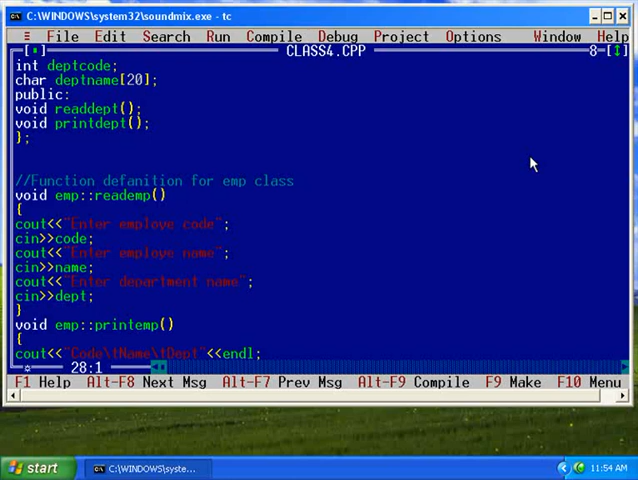 C:\WINDOWS\system32\soundmix.exe - tc
≡ File Edit Search Run Compile Debug Project Options Window Help
CLASS4.CPP 8
int deptcode;
char deptname[20];
public:
void readdept();
void printdept();
};
//Function defanition for emp class
void emp::reademp()
{
cout<<"Enter employe code";
cin>>code;
cout<<"Enter employe name";
cin>>name;
cout<<"Enter department name";
cin>>dept;
}
void emp::printemp()
{
cout<<"Code\tName\tDept"<<endl;
28:1
F1 Help Alt-F8 Next Msg Alt-F7 Prev Msg Alt-F9 Compile F9 Make F10 Menu
start C:\WINDOWS\syste... 11:54 AM